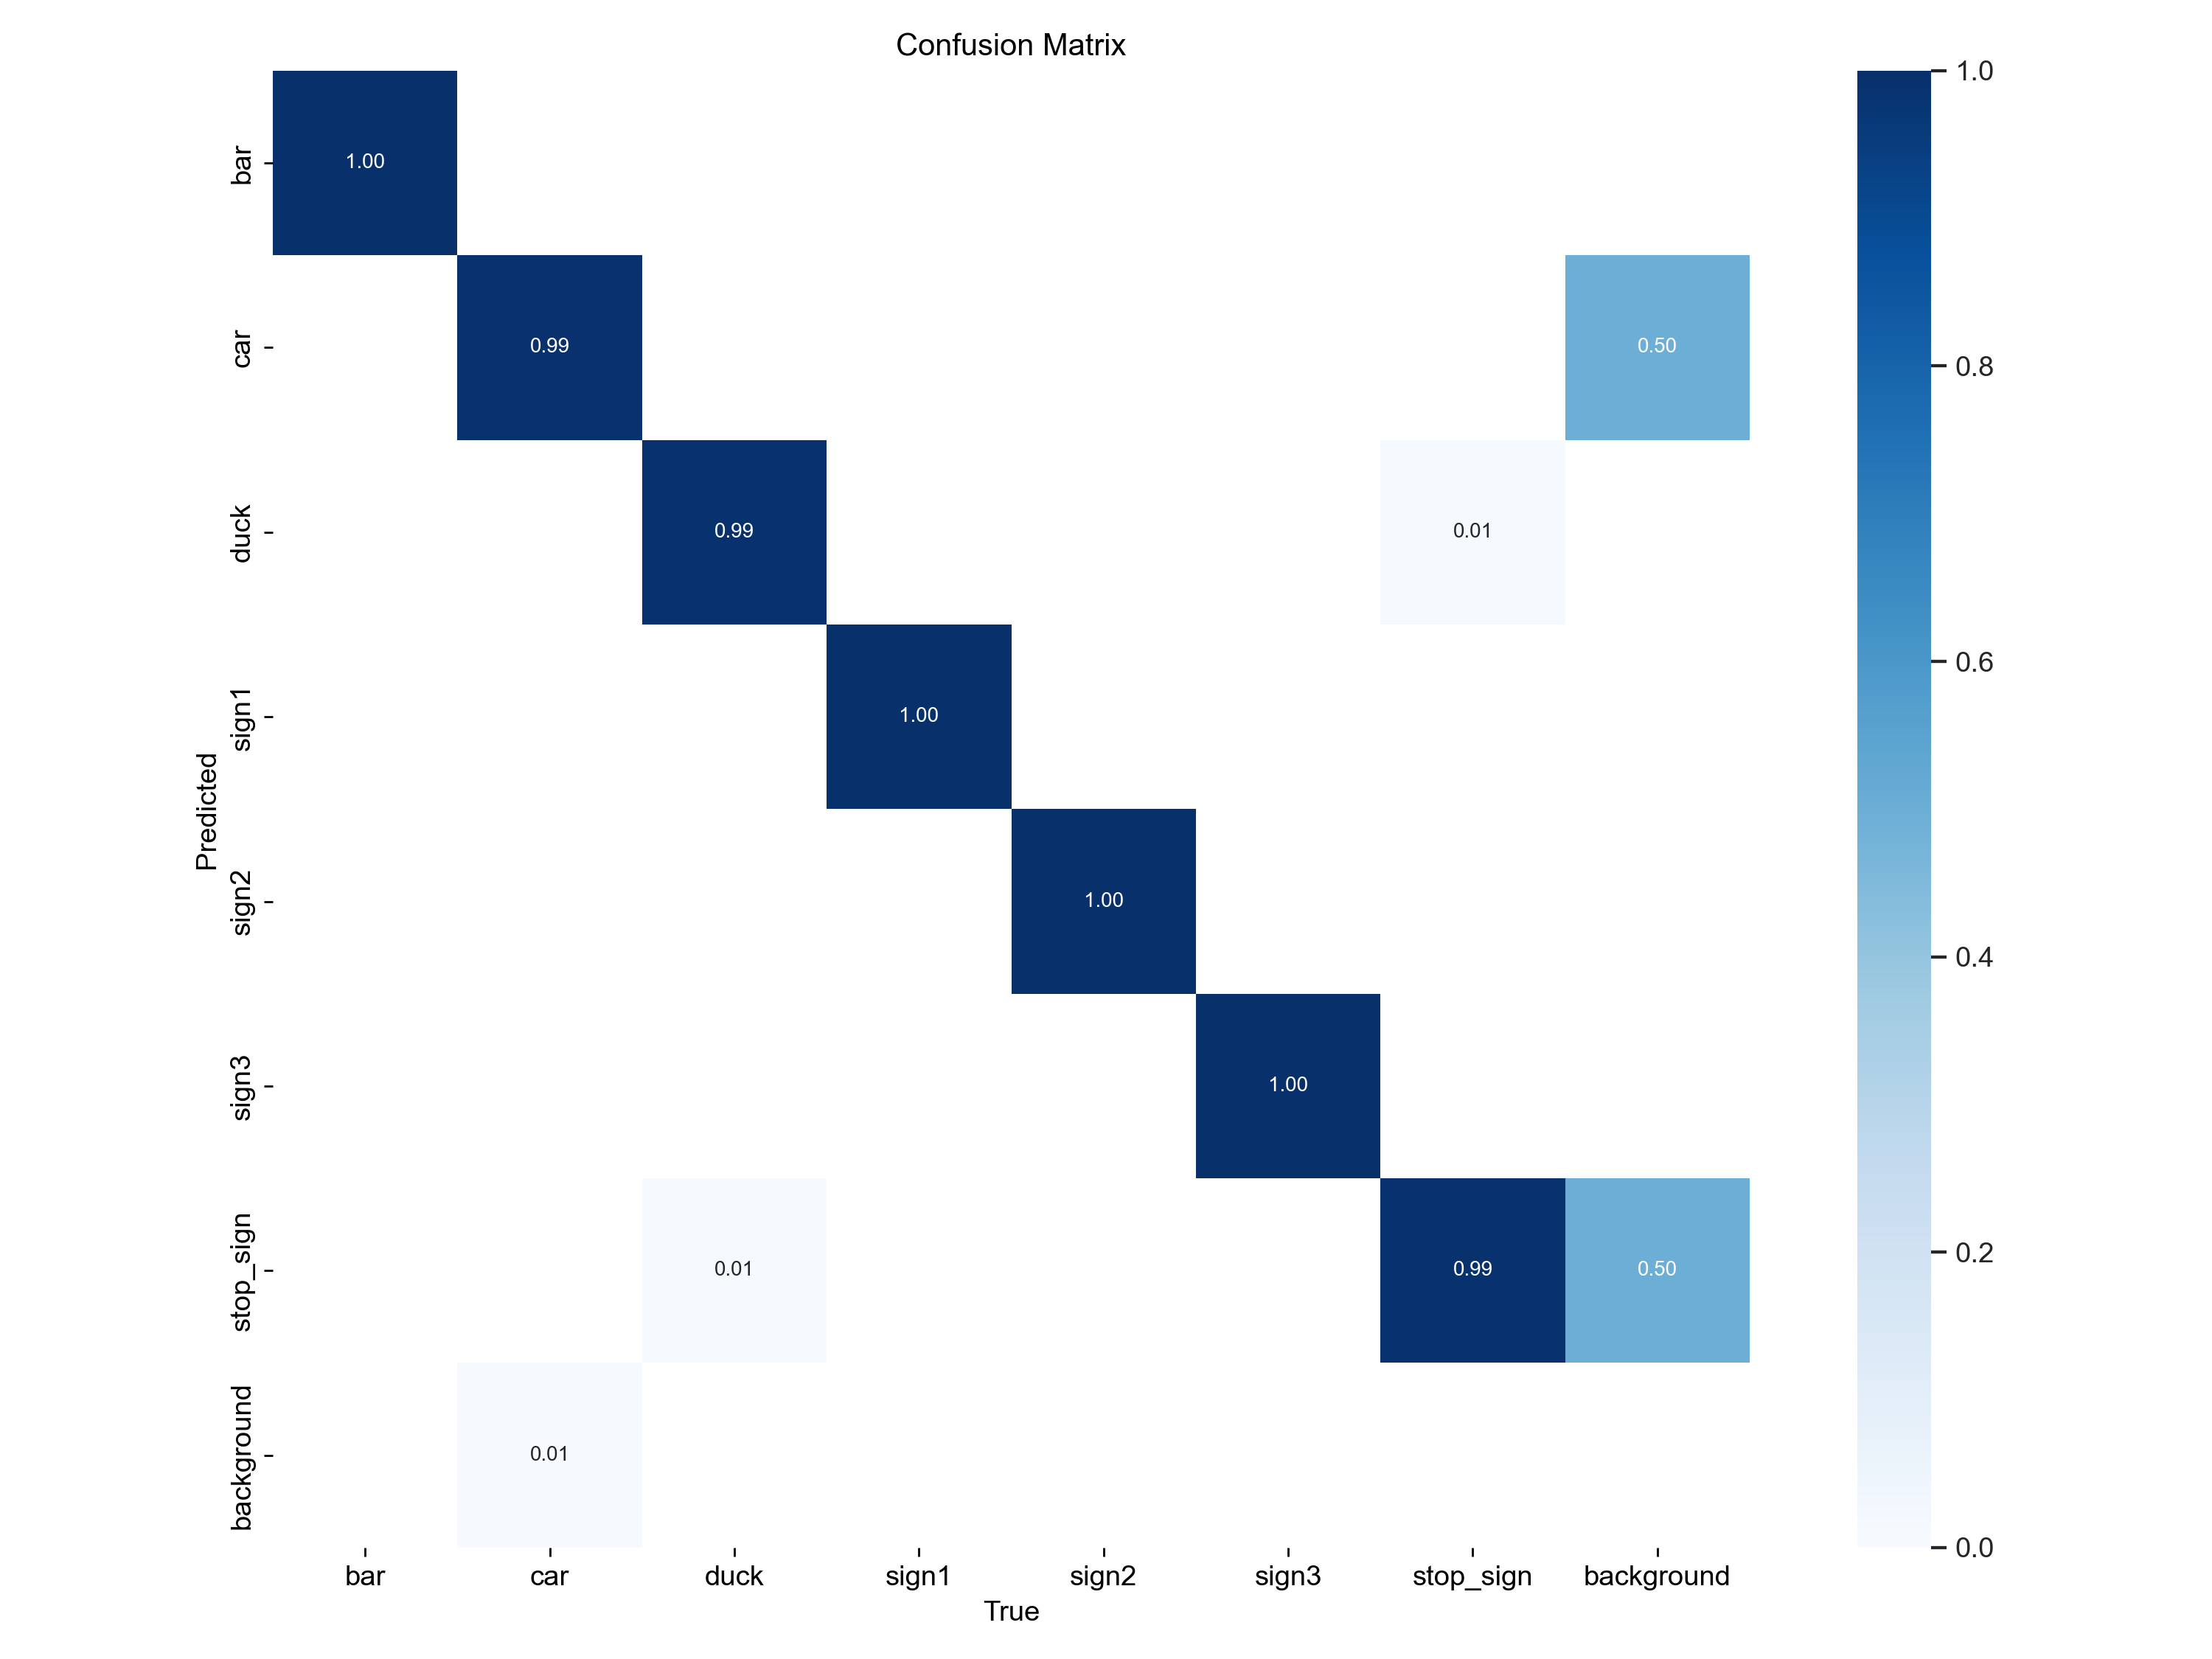 Confusion Matrix
bar
1.00
car
0.99
0.50
duck
0.99
0.01
sign1
1.00
sign2
1.00
sign3
1.00
stop_sign
0.01
0.99
0.50
background
0.01
Predicted
bar car duck sign1 sign2 sign3 stop_sign background
True
1.0
0.8
0.6
0.4
0.2
0.0